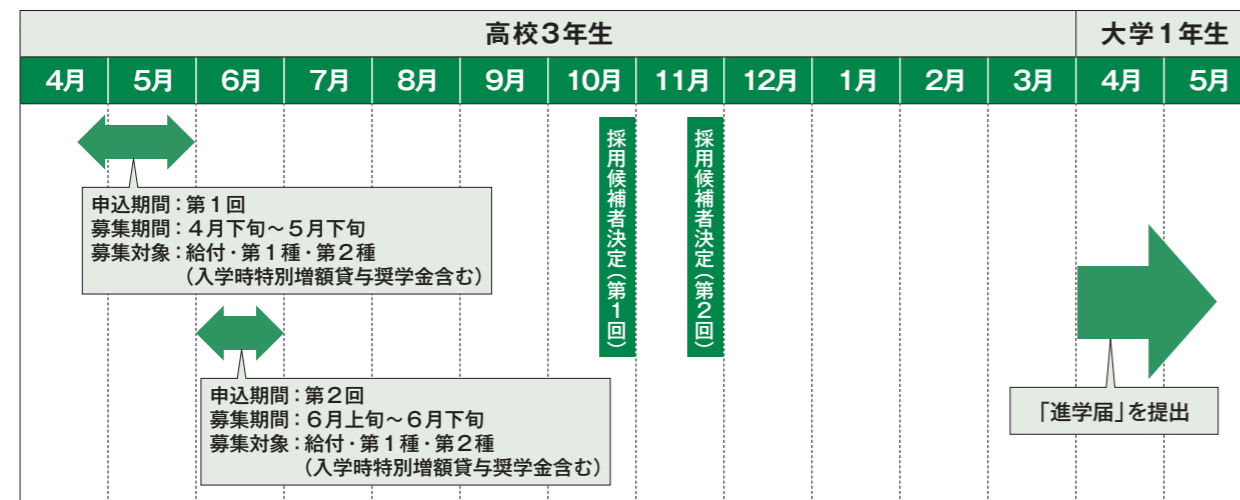 高校3年生 大学1年生
4月 5月 6月 7月 8月 9月 10月 11月 12月 1月 2月 3月 4月 5月
申込期間：第1回
募集期間：4月下旬～5月下旬
募集対象：給付・第1種・第2種
（入学時特別増額貸与奨学金含む）
採用候補者決定（第1回）
採用候補者決定（第2回）
申込期間：第2回
募集期間：6月上旬～6月下旬
募集対象：給付・第1種・第2種
（入学時特別増額貸与奨学金含む）
「進学届」を提出